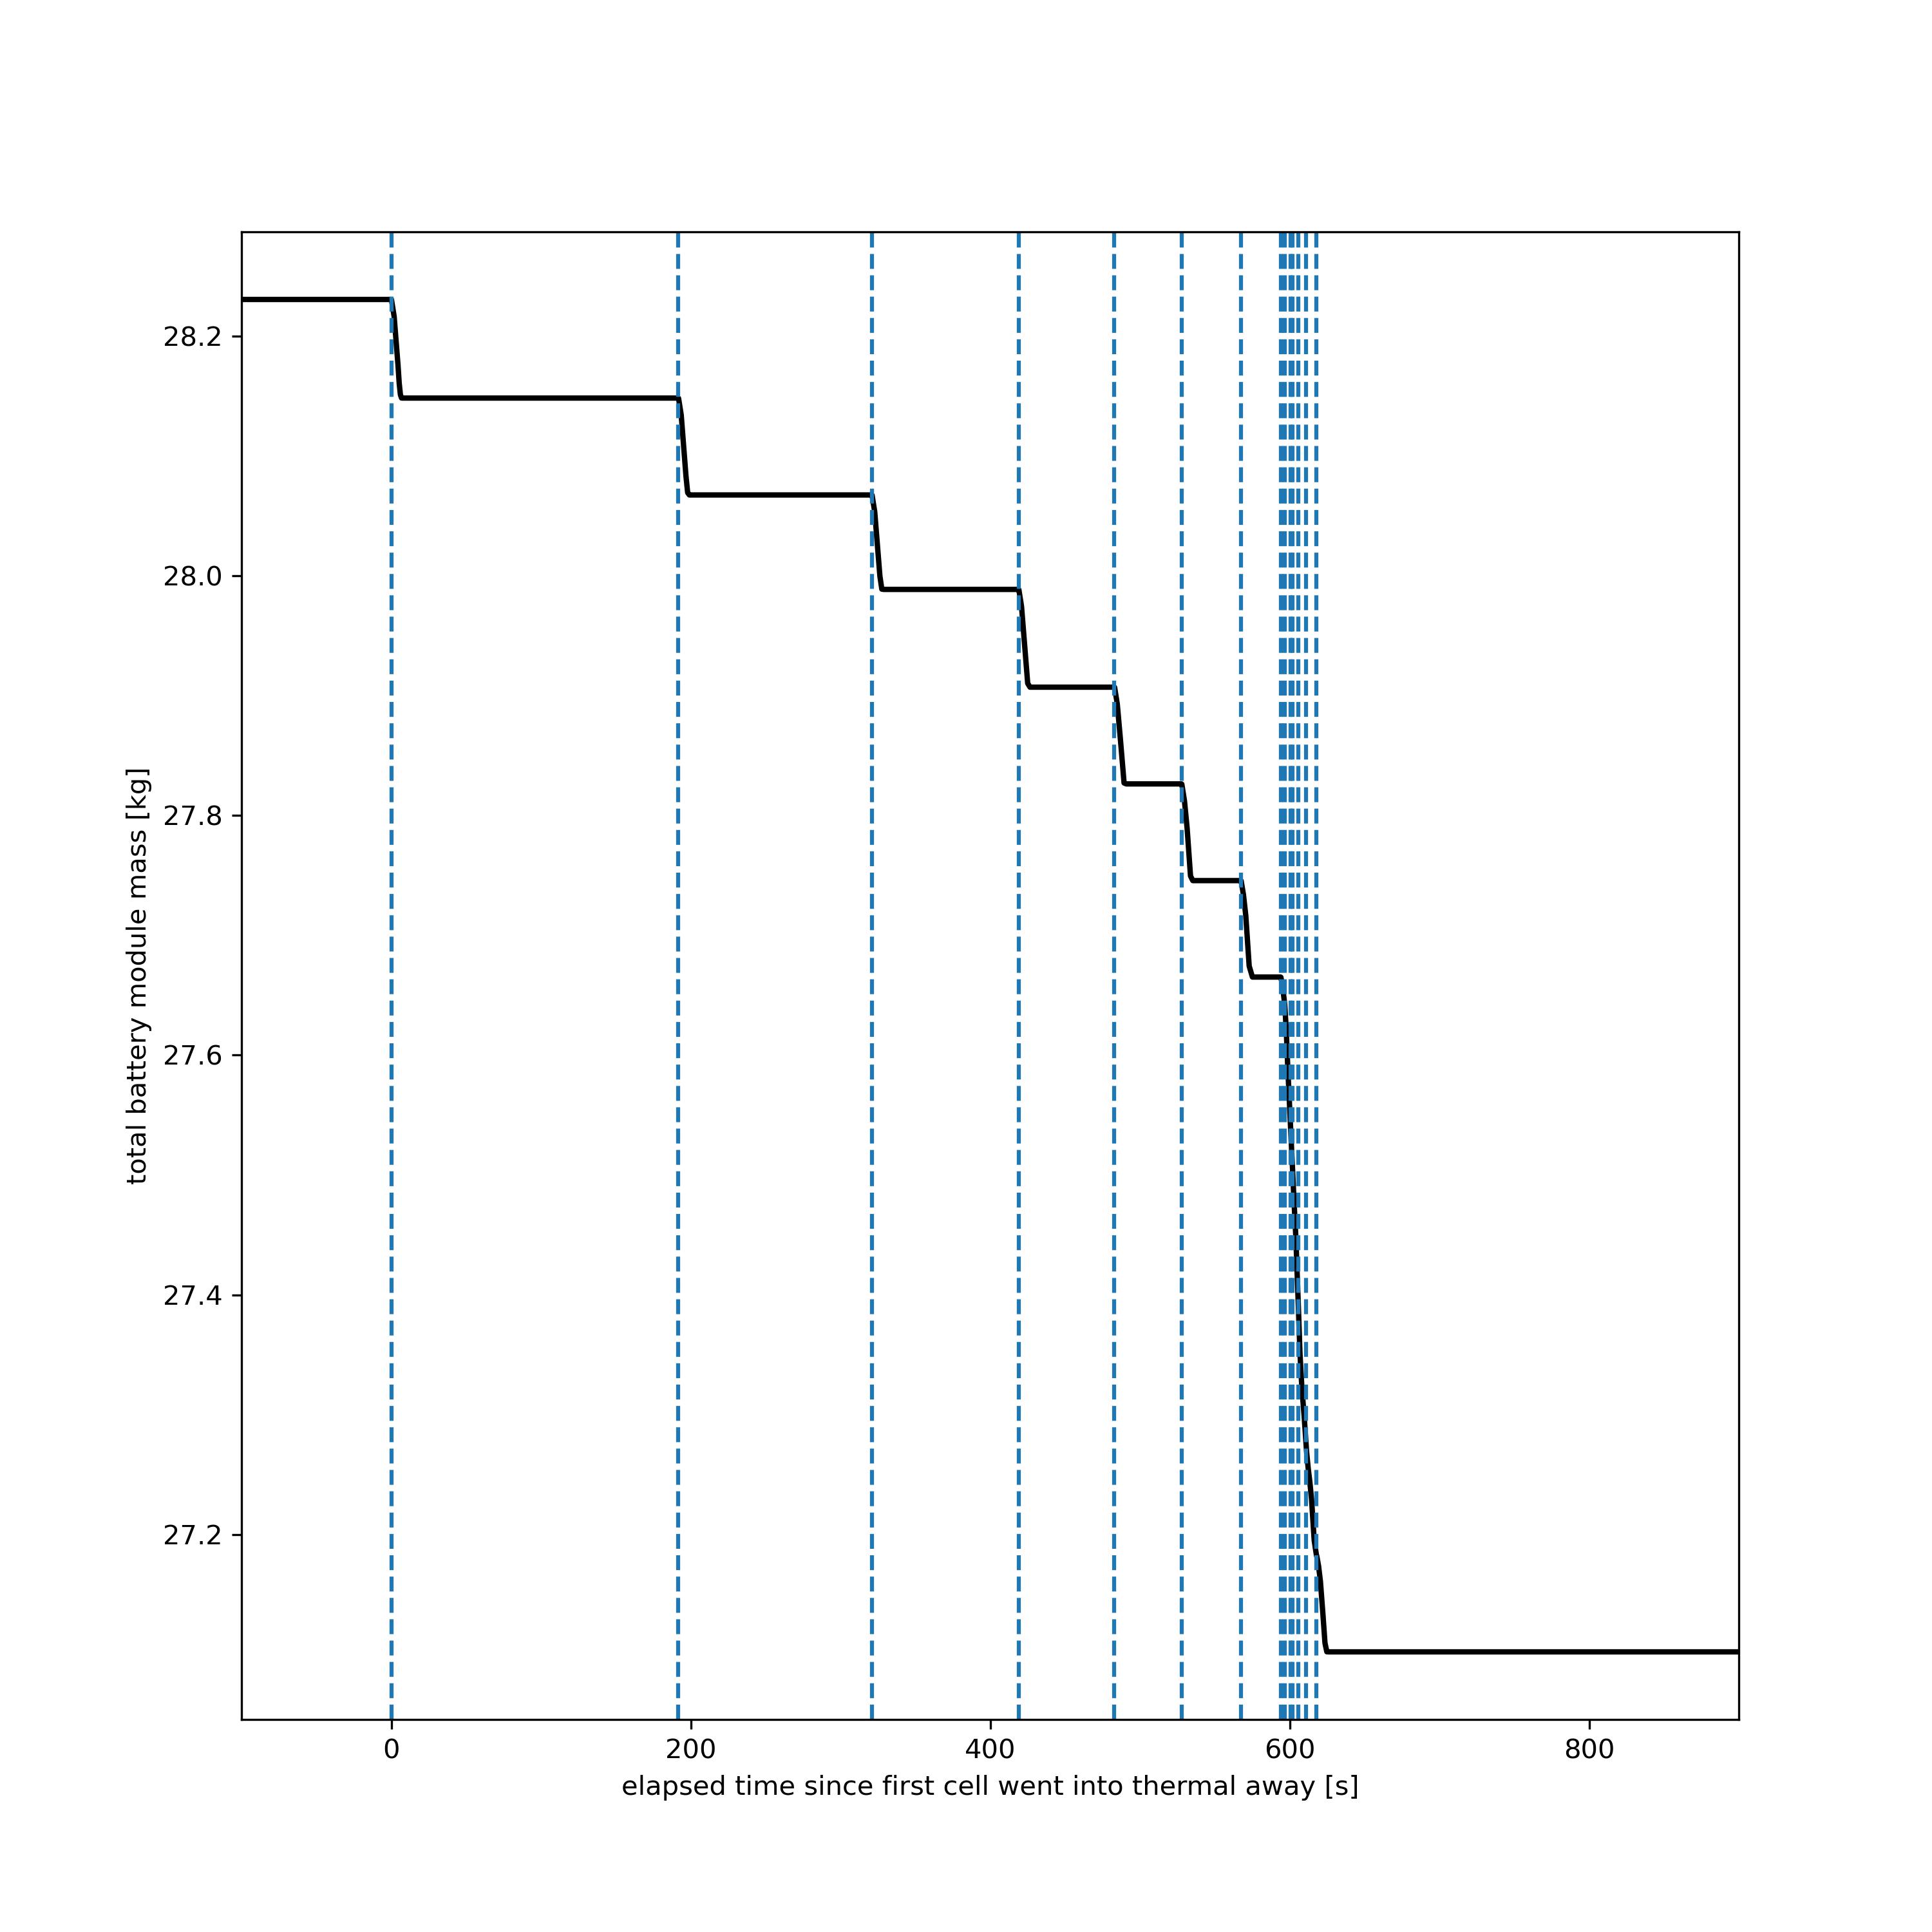 28.2
28.0
27.8
27.6
27.4
27.2
total battery module mass [kg]
0 200 400 600 800
elapsed time since first cell went into thermal away [s]